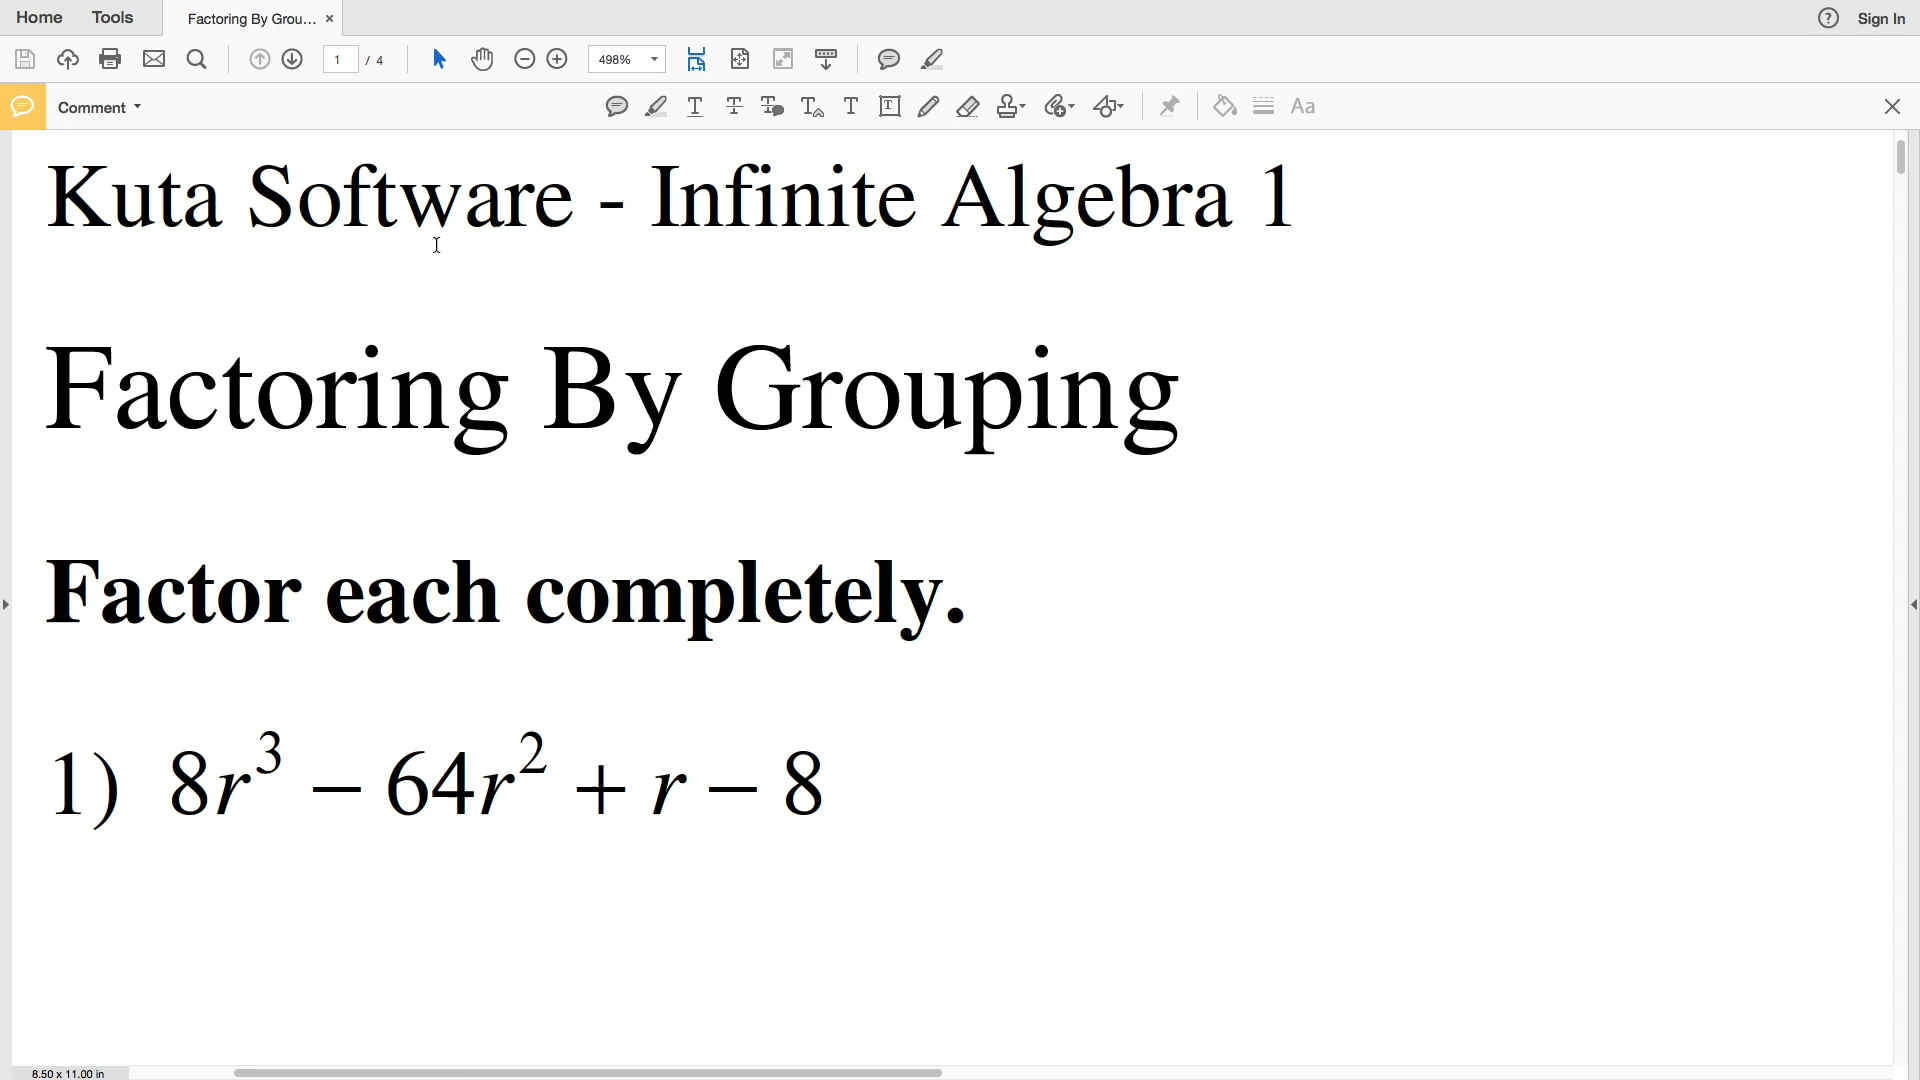 Home Tools Factoring By Grou... × Sign In
1 / 4 498%
Comment Aa
Kuta Software - Infinite Algebra 1
Factoring By Grouping
Factor each completely.
1) 8r³ − 64r² + r − 8
8.50 x 11.00 in